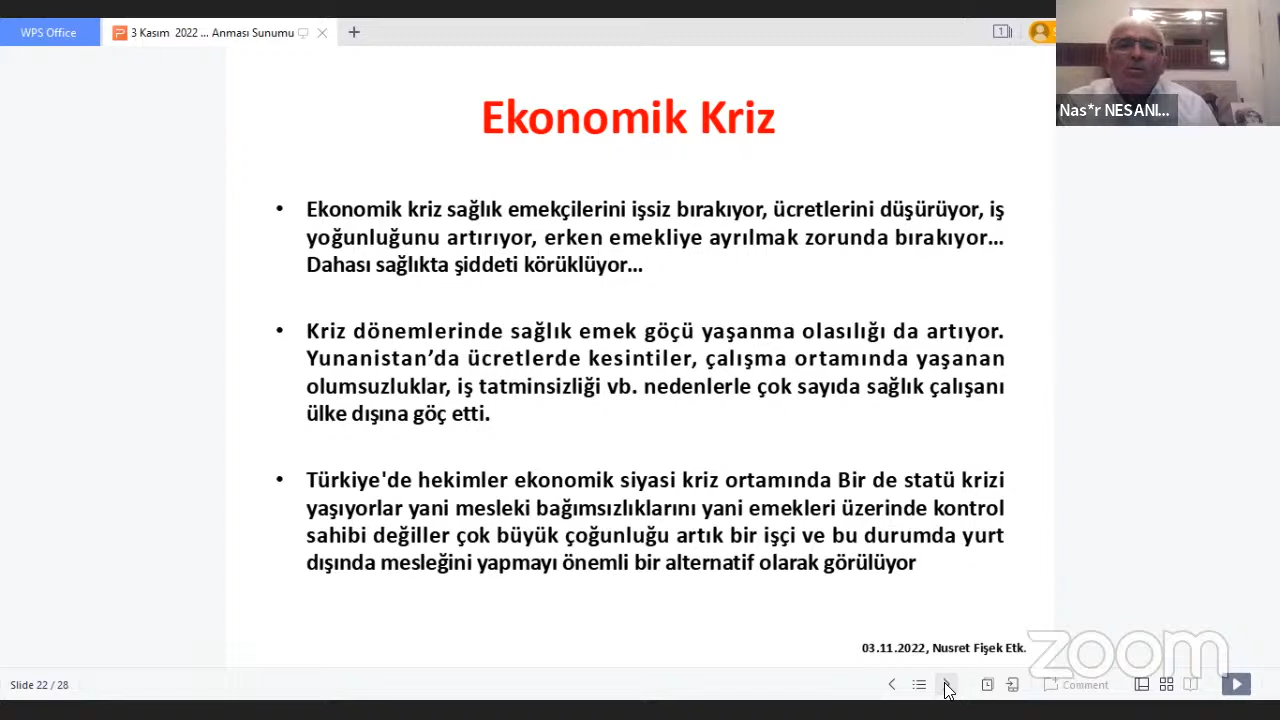 WPS Office
3 Kasım 2022 ... Anması Sunumu
1
Nas*r NESANI...
Ekonomik Kriz
• Ekonomik kriz sağlık emekçilerini işsiz bırakıyor, ücretlerini düşürüyor, iş
yoğunluğunu artırıyor, erken emekliye ayrılmak zorunda bırakıyor...
Dahası sağlıkta şiddeti körüklüyor...
• Kriz dönemlerinde sağlık emek göçü yaşanma olasılığı da artıyor.
Yunanistan’da ücretlerde kesintiler, çalışma ortamında yaşanan
olumsuzluklar, iş tatminsizliği vb. nedenlerle çok sayıda sağlık çalışanı
ülke dışına göç etti.
• Türkiye'de hekimler ekonomik siyasi kriz ortamında Bir de statü krizi
yaşıyorlar yani mesleki bağımsızlıklarını yani emekleri üzerinde kontrol
sahibi değiller çok büyük çoğunluğu artık bir işçi ve bu durumda yurt
dışında mesleğini yapmayı önemli bir alternatif olarak görülüyor
03.11.2022, Nusret Fişek Etk.
zoom
Slide 22 / 28
Comment